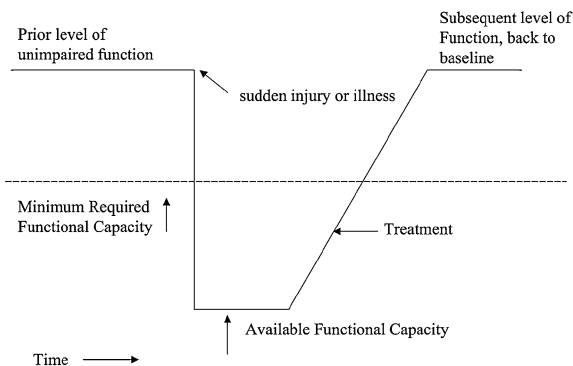 Prior level of
unimpaired function
Subsequent level of
Function, back to
baseline
sudden injury or illness
Minimum Required
Functional Capacity
Treatment
Available Functional Capacity
Time